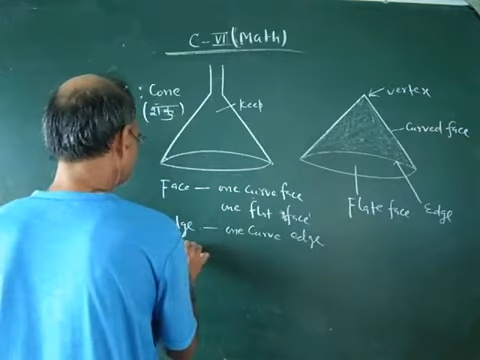 C-VI (Math)
: Cone
(शंकु)
Keep
Face — one curve face
one flat face
dge — one curve edge
vertex
Curved face
Flate face
Edge